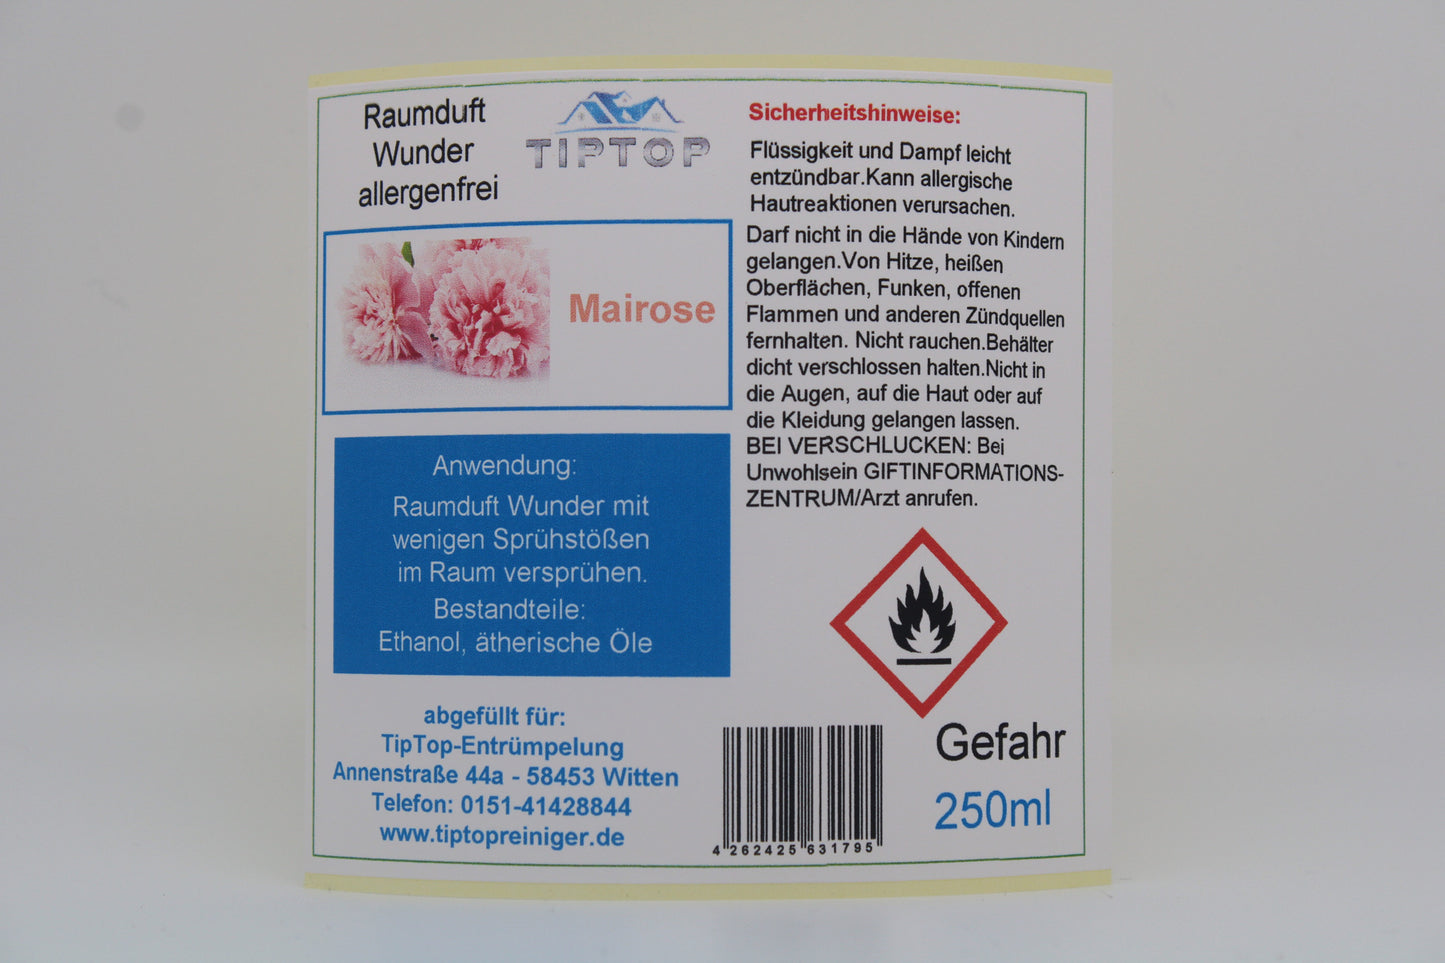 Raumduft
Wunder
allergenfrei
TIPTOP
Mairose
Anwendung:
Raumduft Wunder mit
wenigen Sprühstößen
im Raum versprühen.
Bestandteile:
Ethanol, ätherische Öle
abgefüllt für:
TipTop-Entrümpelung
Annenstraße 44a - 58453 Witten
Telefon: 0151-41428844
www.tiptopreiniger.de
Sicherheitshinweise:
Flüssigkeit und Dampf leicht
entzündbar.Kann allergische
Hautreaktionen verursachen.
Darf nicht in die Hände von Kindern
gelangen.Von Hitze, heißen
Oberflächen, Funken, offenen
Flammen und anderen Zündquellen
fernhalten. Nicht rauchen.Behälter
dicht verschlossen halten.Nicht in
die Augen, auf die Haut oder auf
die Kleidung gelangen lassen.
BEI VERSCHLUCKEN: Bei
Unwohlsein GIFTINFORMATIONS-
ZENTRUM/Arzt anrufen.
Gefahr
250ml
4 262425 631795